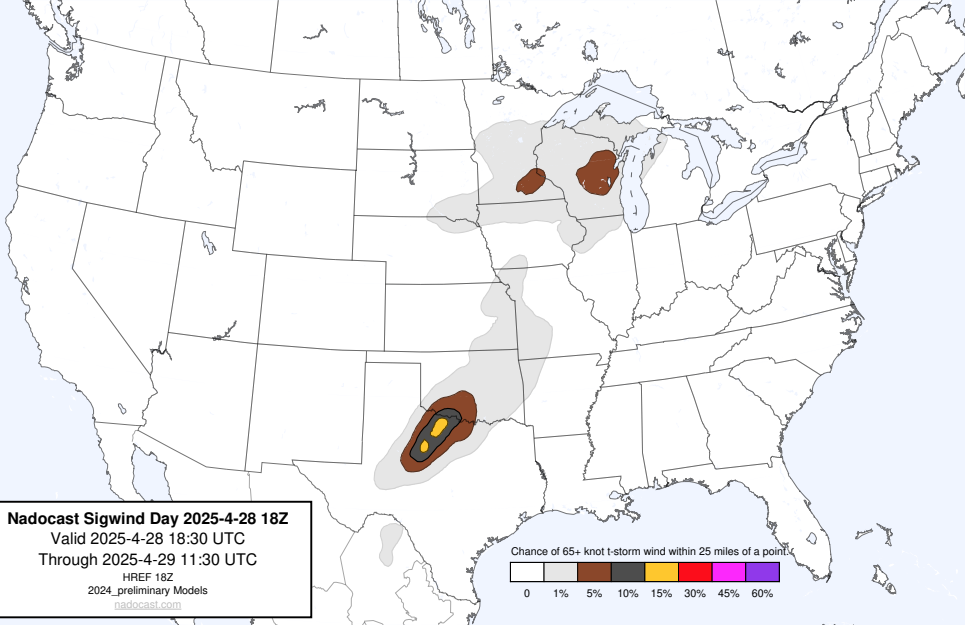 Nadocast Sigwind Day 2025-4-28 18Z
Valid 2025-4-28 18:30 UTC
Through 2025-4-29 11:30 UTC
HREF 18Z
2024_preliminary Models
nadocast.com
Chance of 65+ knot t-storm wind within 25 miles of a point.
0 1% 5% 10% 15% 30% 45% 60%